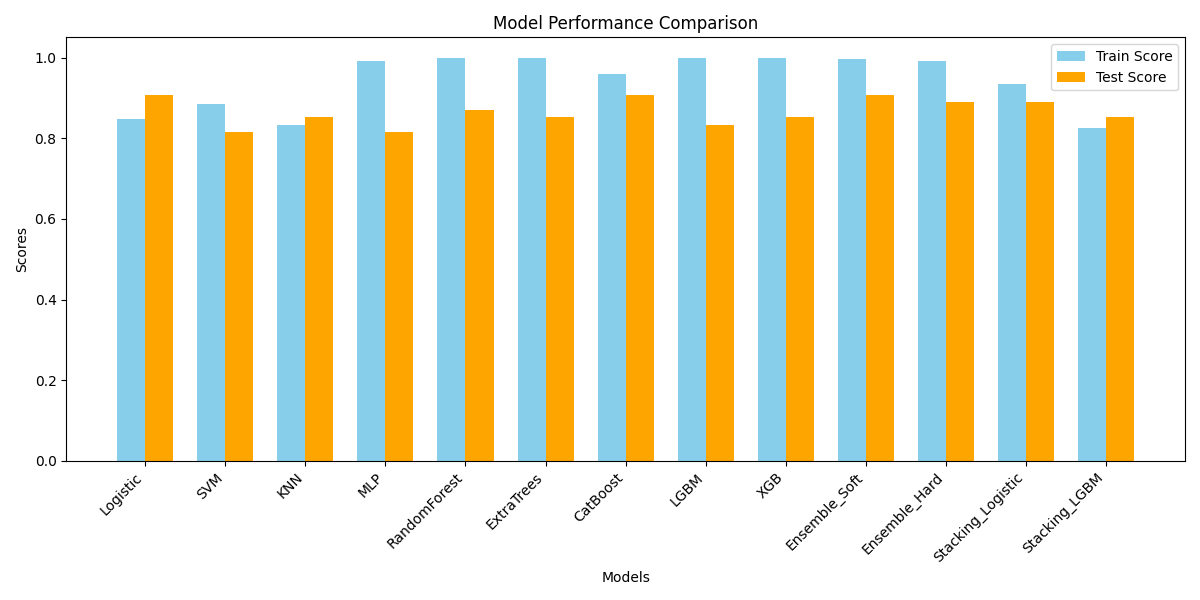 Model Performance Comparison
Train Score
Test Score
Scores
1.0
0.8
0.6
0.4
0.2
0.0
Logistic
SVM
KNN
MLP
RandomForest
ExtraTrees
CatBoost
LGBM
XGB
Ensemble_Soft
Ensemble_Hard
Stacking_Logistic
Stacking_LGBM
Models